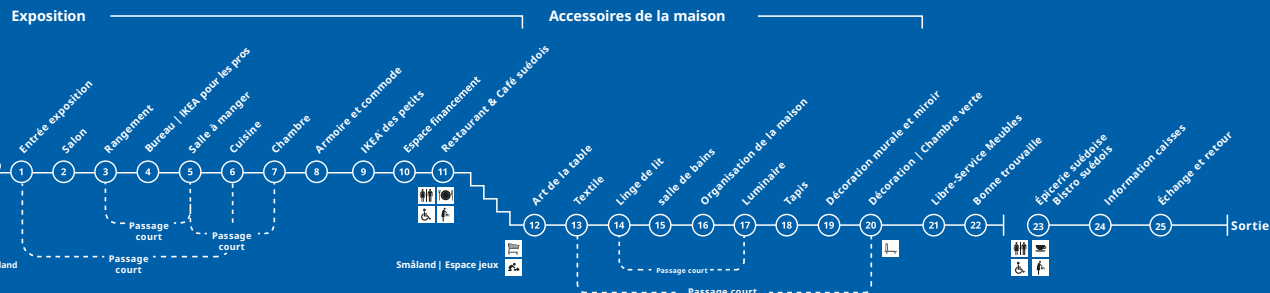 Exposition
Accessoires de la maison
Entrée exposition
Salon
Rangement
Bureau | IKEA pour les pros
Salle à manger
Cuisine
Chambre
Armoire et commode
IKEA des petits
Espace financement
Restaurant & Café suédois
1
2
3
4
5
6
7
8
9
10
11
Passage
court
Passage
court
Passage
court
land
Art de la table
Textile
Linge de lit
salle de bains
Organisation de la maison
Luminaire
Tapis
Décoration murale et miroir
Décoration | Chambre verte
Libre-Service Meubles
Bonne trouvaille
Épicerie suédoise
Bistro suédois
Information caisses
Échange et retour
12
13
14
15
16
17
18
19
20
21
22
23
24
25
Sortie
Småland | Espace jeux
Passage court
Passage court